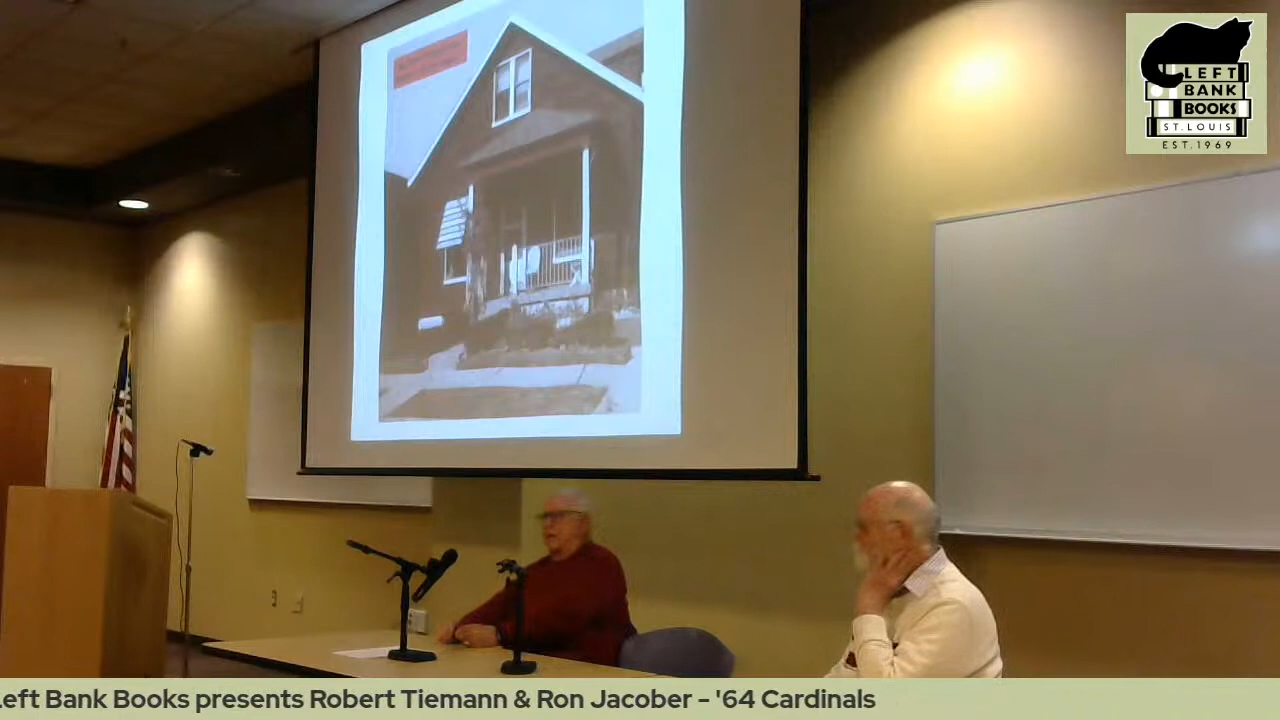 LEFT
BANK
BOOKS
ST. LOUIS
EST. 1969
Left Bank Books presents Robert Tiemann & Ron Jacober - '64 Cardinals